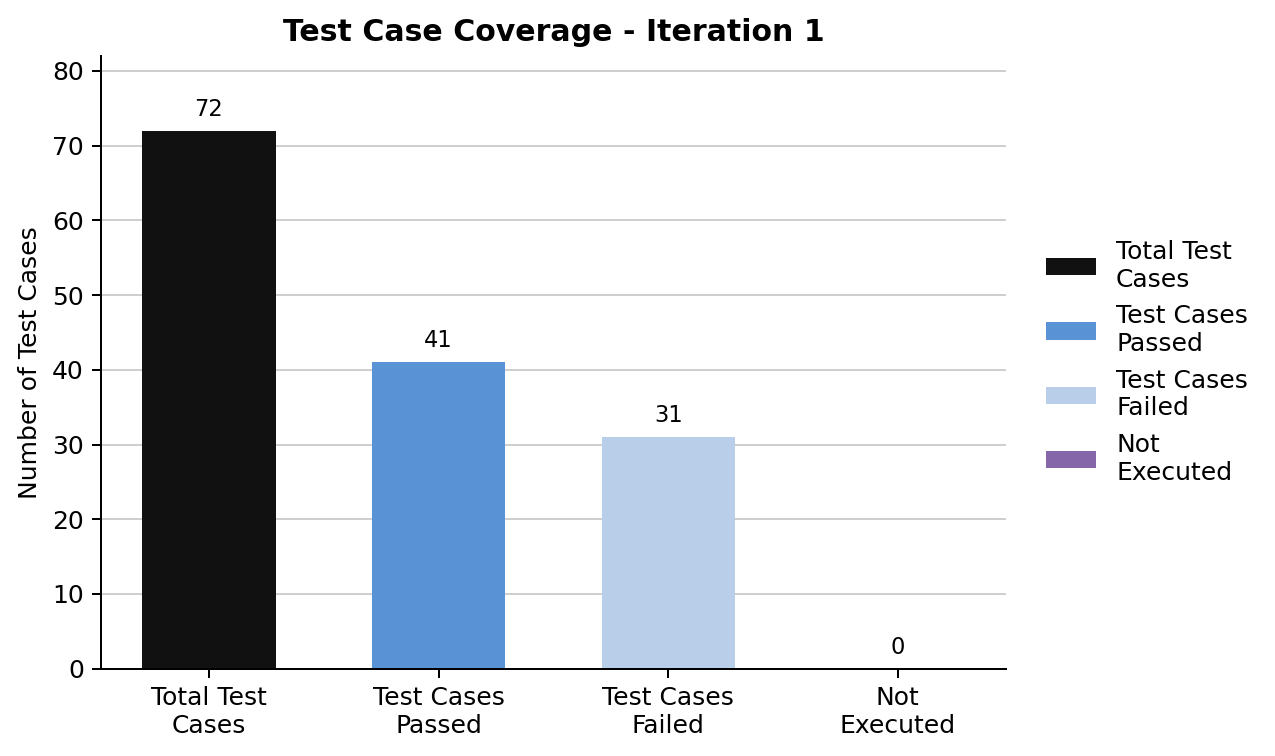 Test Case Coverage - Iteration 1
Number of Test Cases
80
70
60
50
40
30
20
10
0
72
41
31
0
Total Test
Cases
Test Cases
Passed
Test Cases
Failed
Not
Executed
Total Test
Cases
Test Cases
Passed
Test Cases
Failed
Not
Executed